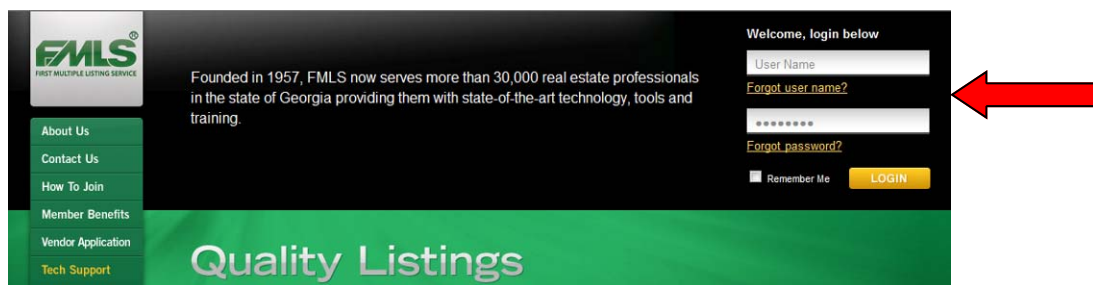 FMLS®
FIRST MULTIPLE LISTING SERVICE
About Us
Contact Us
How To Join
Member Benefits
Vendor Application
Tech Support
Founded in 1957, FMLS now serves more than 30,000 real estate professionals
in the state of Georgia providing them with state-of-the-art technology, tools and
training.
Welcome, login below
User Name
Forgot user name?
Forgot password?
Remember Me
LOGIN
Quality Listings